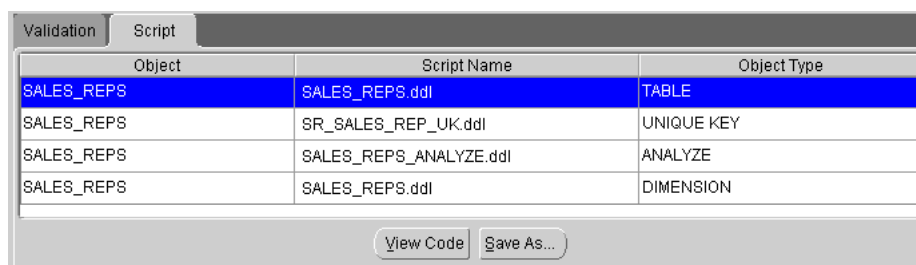 Validation Script
Object Script Name Object Type
SALES_REPS SALES_REPS.ddl TABLE
SALES_REPS SR_SALES_REP_UK.ddl UNIQUE KEY
SALES_REPS SALES_REPS_ANALYZE.ddl ANALYZE
SALES_REPS SALES_REPS.ddl DIMENSION
View Code Save As...